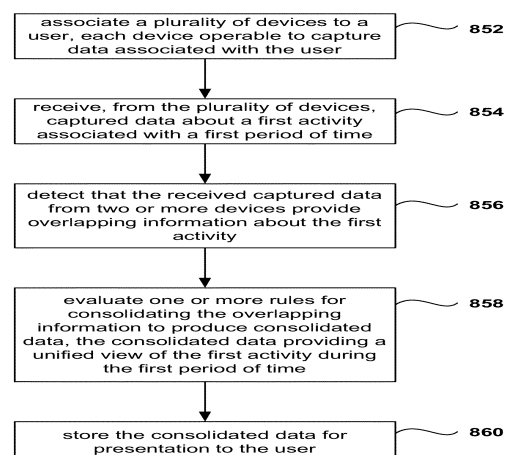 associate a plurality of devices to a
user, each device operable to capture
data associated with the user
852
receive, from the plurality of devices,
captured data about a first activity
associated with a first period of time
854
detect that the received captured data
from two or more devices provide
overlapping information about the first
activity
856
evaluate one or more rules for
consolidating the overlapping
information to produce consolidated
data, the consolidated data providing a
unified view of the first activity during
the first period of time
858
store the consolidated data for
presentation to the user
860